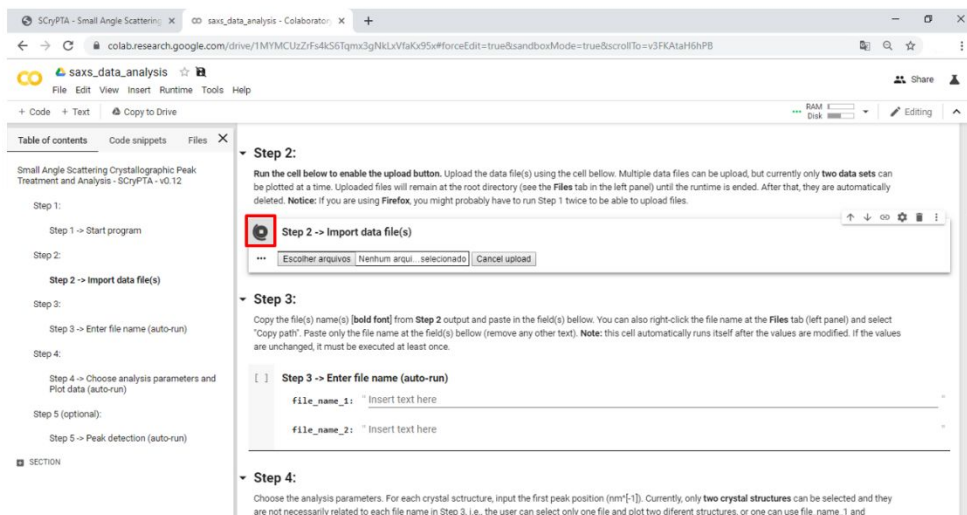 SCryPTA - Small Angle Scattering
saxs_data_analysis - Colaborator
colab.research.google.com/drive/1MYMCUzZrFs4kS6Tqmx3gNkLxVfaKx95x#forceEdit=true&sandboxMode=true&scrollTo=v3FKAtaH6hPB
saxs_data_analysis
File Edit View Insert Runtime Tools Help
Share
+ Code + Text Copy to Drive
RAM
Disk
Editing
Table of contents Code snippets Files
Small Angle Scattering Crystallographic Peak
Treatment and Analysis - SCryPTA - v0.12
Step 1:
Step 1 -> Start program
Step 2:
Step 2 -> Import data file(s)
Step 3:
Step 3 -> Enter file name (auto-run)
Step 4:
Step 4 -> Choose analysis parameters and
Plot data (auto-run)
Step 5 (optional):
Step 5 -> Peak detection (auto-run)
SECTION
Step 2:
Run the cell below to enable the upload button. Upload the data file(s) using the cell bellow. Multiple data files can be upload, but currently only two data sets can
be plotted at a time. Uploaded files will remain at the root directory (see the Files tab in the left panel) until the runtime is ended. After that, they are automatically
deleted. Notice: If you are using Firefox, you might probably have to run Step 1 twice to be able to upload files.
Step 2 -> Import data file(s)
Escolher arquivos Nenhum arqui...selecionado Cancel upload
Step 3:
Copy the file(s) name(s) [bold font] from Step 2 output and paste in the field(s) bellow. You can also right-click the file name at the Files tab (left panel) and select
"Copy path". Paste only the file name at the field(s) bellow (remove any other text). Note: this cell automatically runs itself after the values are modified. If the values
are unchanged, it must be executed at least once.
[ ] Step 3 -> Enter file name (auto-run)
file_name_1: " Insert text here "
file_name_2: " Insert text here "
Step 4:
Choose the analysis parameters. For each crystal sctructure, input the first peak position (nm^[-1]). Currently, only two crystal structures can be selected and they
are not necessarily related to each file name in Step 3, i.e., the user can select only one file and plot two diferent structures, or one can use file_name_1 and